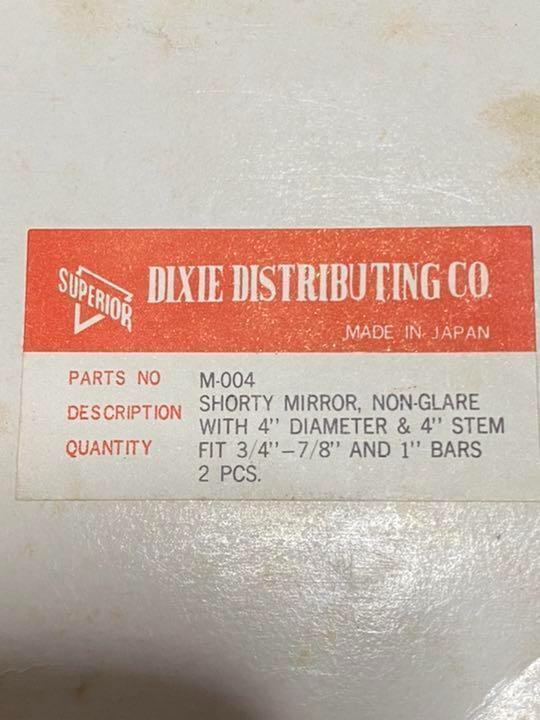 SUPERIOR
DIXIE DISTRIBUTING CO.
MADE IN JAPAN
PARTS NO M-004
DESCRIPTION SHORTY MIRROR, NON-GLARE
WITH 4" DIAMETER & 4" STEM
QUANTITY FIT 3/4"-7/8" AND 1" BARS
2 PCS.